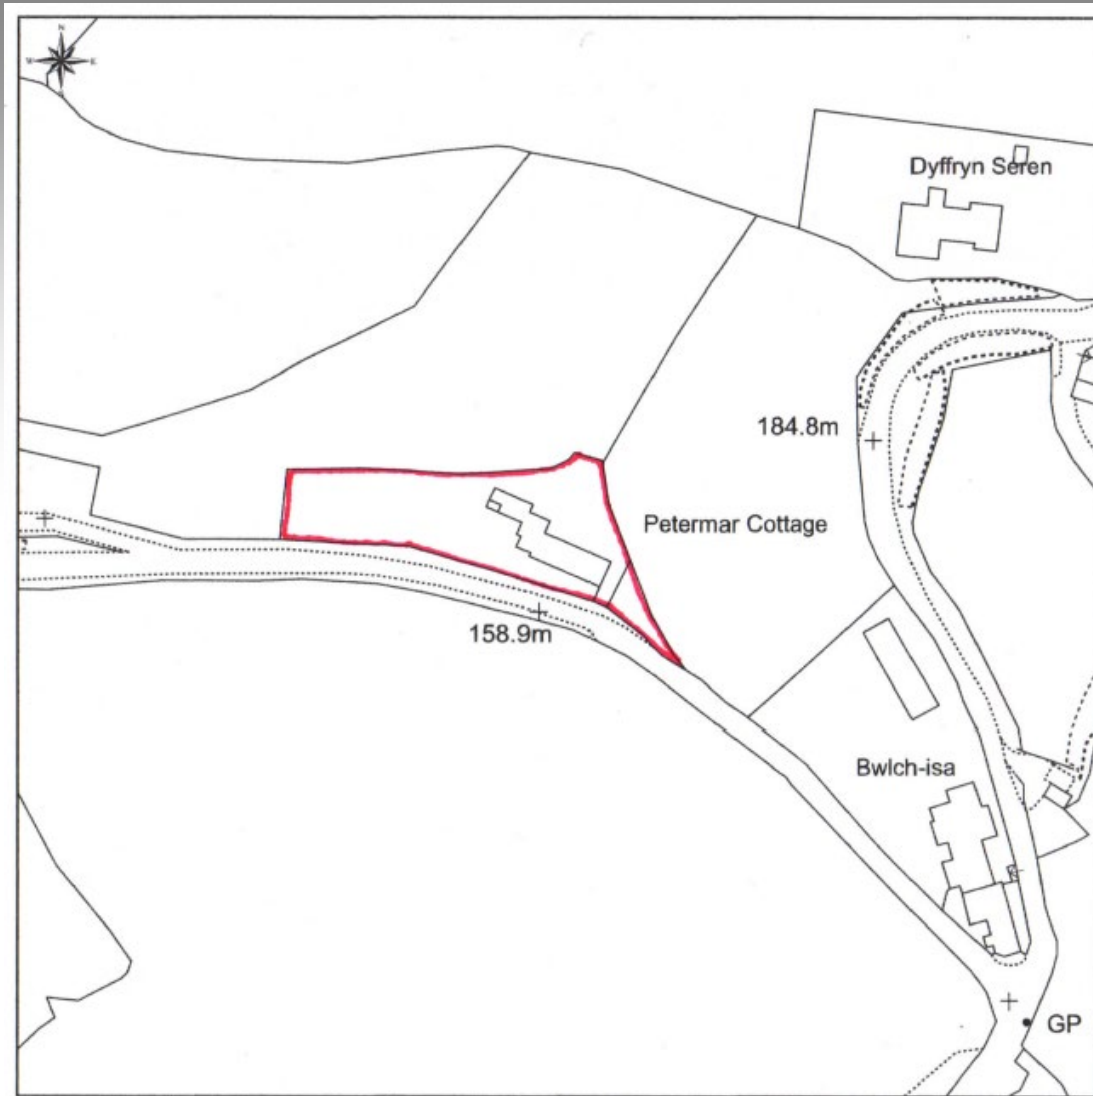 N
W E
Dyffryn Seren
184.8m
Petermar Cottage
158.9m
Bwlch-isa
GP